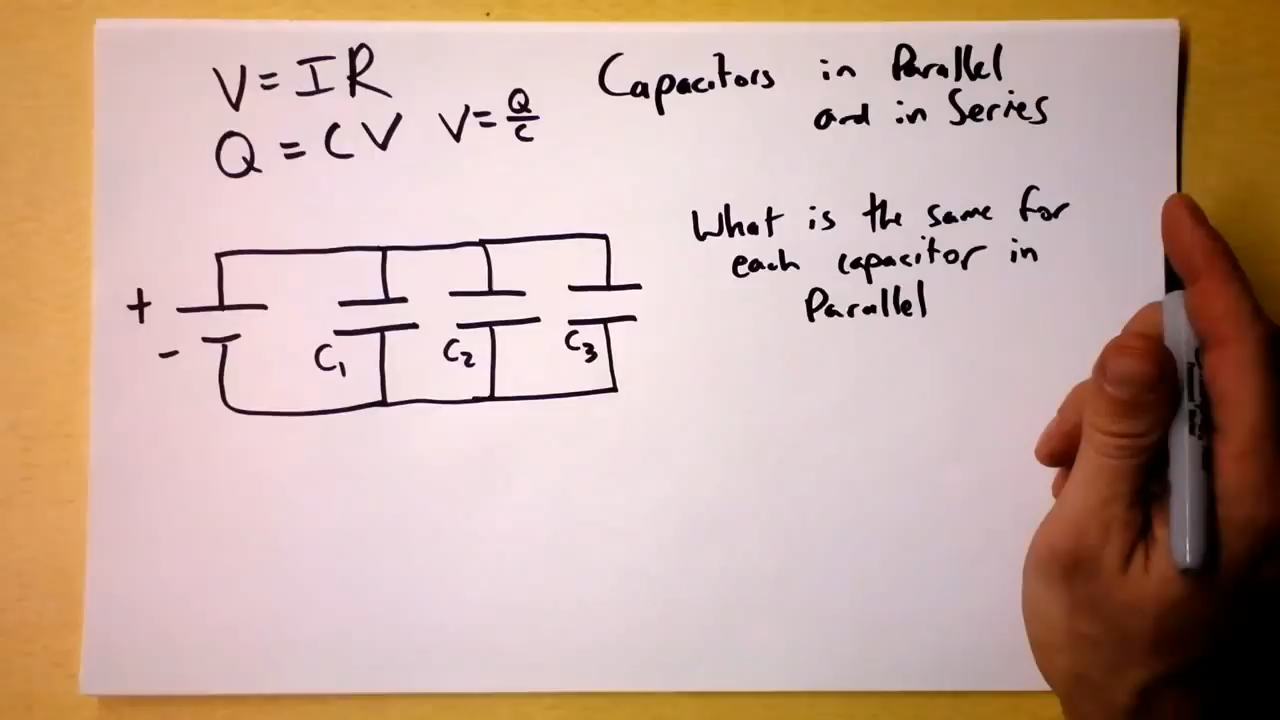 V = IR
Q = CV V = Q/C
Capacitors in Parallel
and in Series
What is the same for
each capacitor in
Parallel
+
-
C₁ C₂ C₃